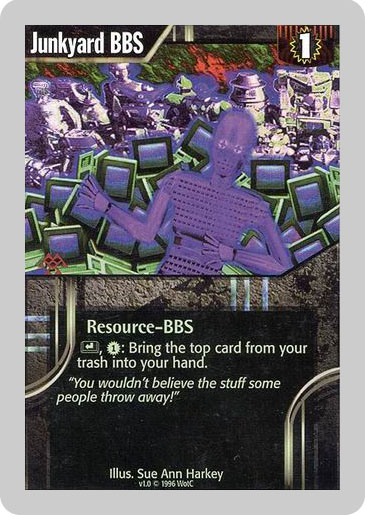 Junkyard BBS
1
Resource-BBS
, 1: Bring the top card from your
trash into your hand.
"You wouldn't believe the stuff some
people throw away!"
Illus. Sue Ann Harkey
v1.0 © 1996 WotC